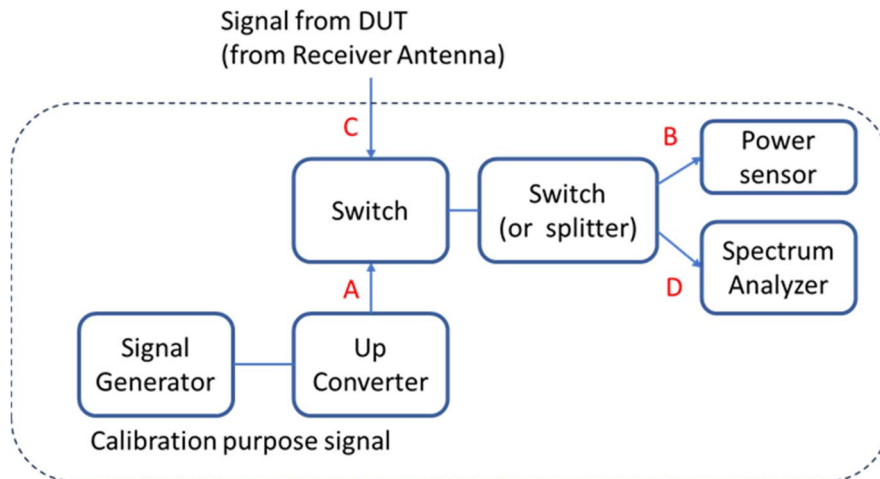 Signal from DUT
(from Receiver Antenna)
C
B
Power
sensor
Switch
Switch
(or splitter)
Spectrum
Analyzer
A
D
Signal
Generator
Up
Converter
Calibration purpose signal